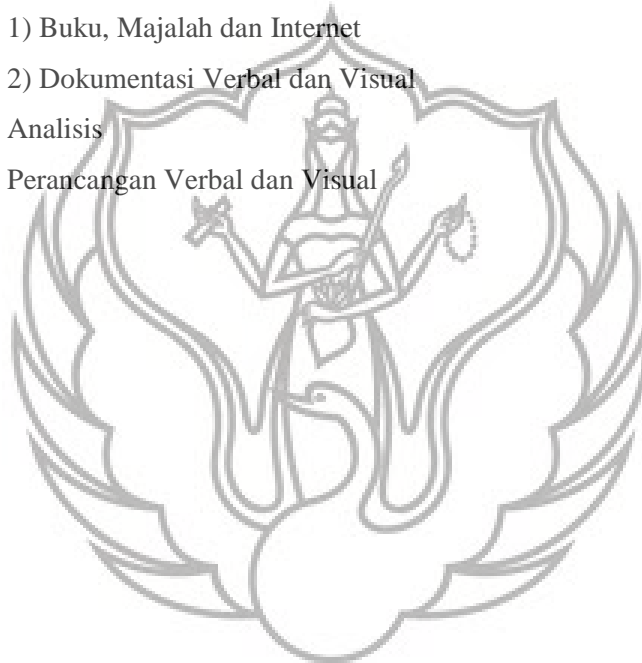 1) Buku, Majalah dan Internet
2) Dokumentasi Verbal dan Visual
Analisis
Perancangan Verbal dan Visual